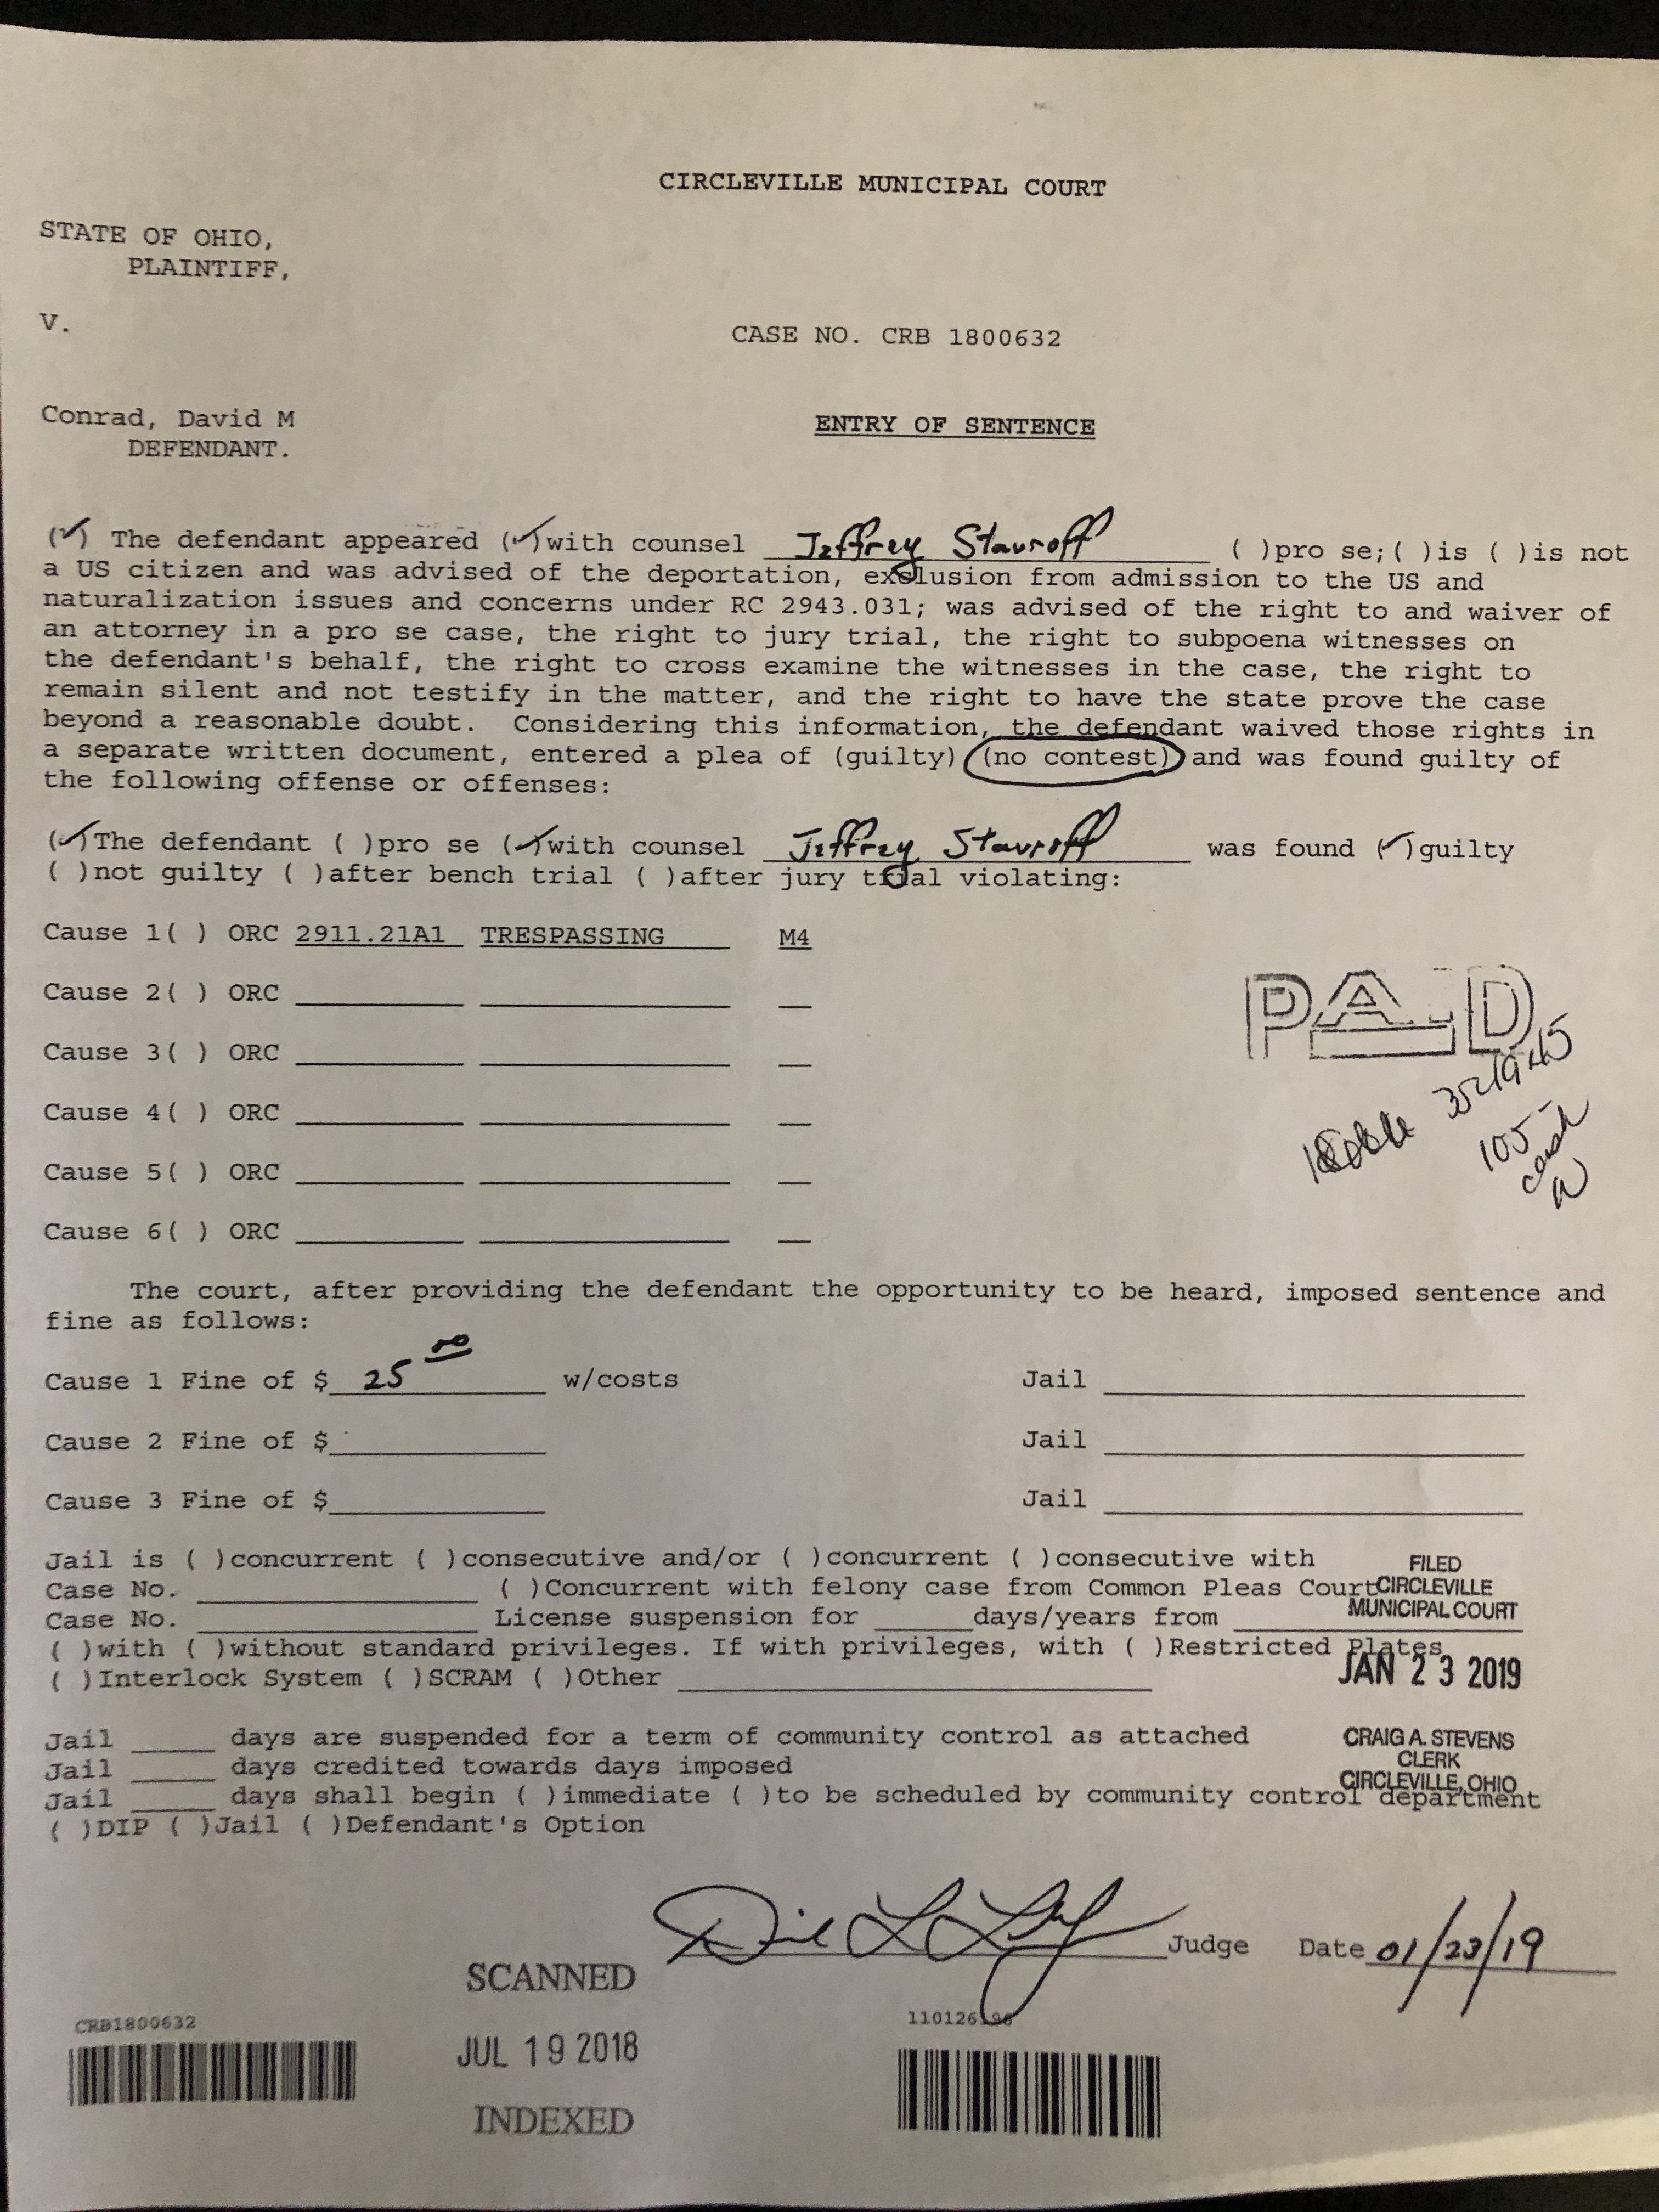 CIRCLEVILLE MUNICIPAL COURT
STATE OF OHIO,
PLAINTIFF,
V.
CASE NO. CRB 1800632
Conrad, David M
DEFENDANT.
ENTRY OF SENTENCE
(✓) The defendant appeared (✓)with counsel Jeffrey Stavroff ( )pro se;( )is ( )is not
a US citizen and was advised of the deportation, exclusion from admission to the US and
naturalization issues and concerns under RC 2943.031; was advised of the right to and waiver of
an attorney in a pro se case, the right to jury trial, the right to subpoena witnesses on
the defendant's behalf, the right to cross examine the witnesses in the case, the right to
remain silent and not testify in the matter, and the right to have the state prove the case
beyond a reasonable doubt. Considering this information, the defendant waived those rights in
a separate written document, entered a plea of (guilty) (no contest) and was found guilty of
the following offense or offenses:
(✓)The defendant ( )pro se (✓)with counsel Jeffrey Stavroff was found (✓)guilty
( )not guilty ( )after bench trial ( )after jury trial violating:
Cause 1( ) ORC 2911.21A1 TRESPASSING M4
Cause 2( ) ORC
Cause 3( ) ORC
PAID
Cause 4( ) ORC
105-
cash
Cause 5( ) ORC
Cause 6( ) ORC
The court, after providing the defendant the opportunity to be heard, imposed sentence and
fine as follows:
Cause 1 Fine of $ 25 00 w/costs Jail
Cause 2 Fine of $ Jail
Cause 3 Fine of $ Jail
Jail is ( )concurrent ( )consecutive and/or ( )concurrent ( )consecutive with
Case No. ( )Concurrent with felony case from Common Pleas Court
Case No. License suspension for days/years from
( )with ( )without standard privileges. If with privileges, with ( )Restricted Plates
( )Interlock System ( )SCRAM ( )Other
FILED
CIRCLEVILLE
MUNICIPAL COURT
JAN 23 2019
CRAIG A. STEVENS
CLERK
CIRCLEVILLE, OHIO
Jail days are suspended for a term of community control as attached
Jail days credited towards days imposed
Jail days shall begin ( )immediate ( )to be scheduled by community control department
( )DIP ( )Jail ( )Defendant's Option
Judge Date 01/23/19
SCANNED
JUL 19 2018
INDEXED
CRB1800632